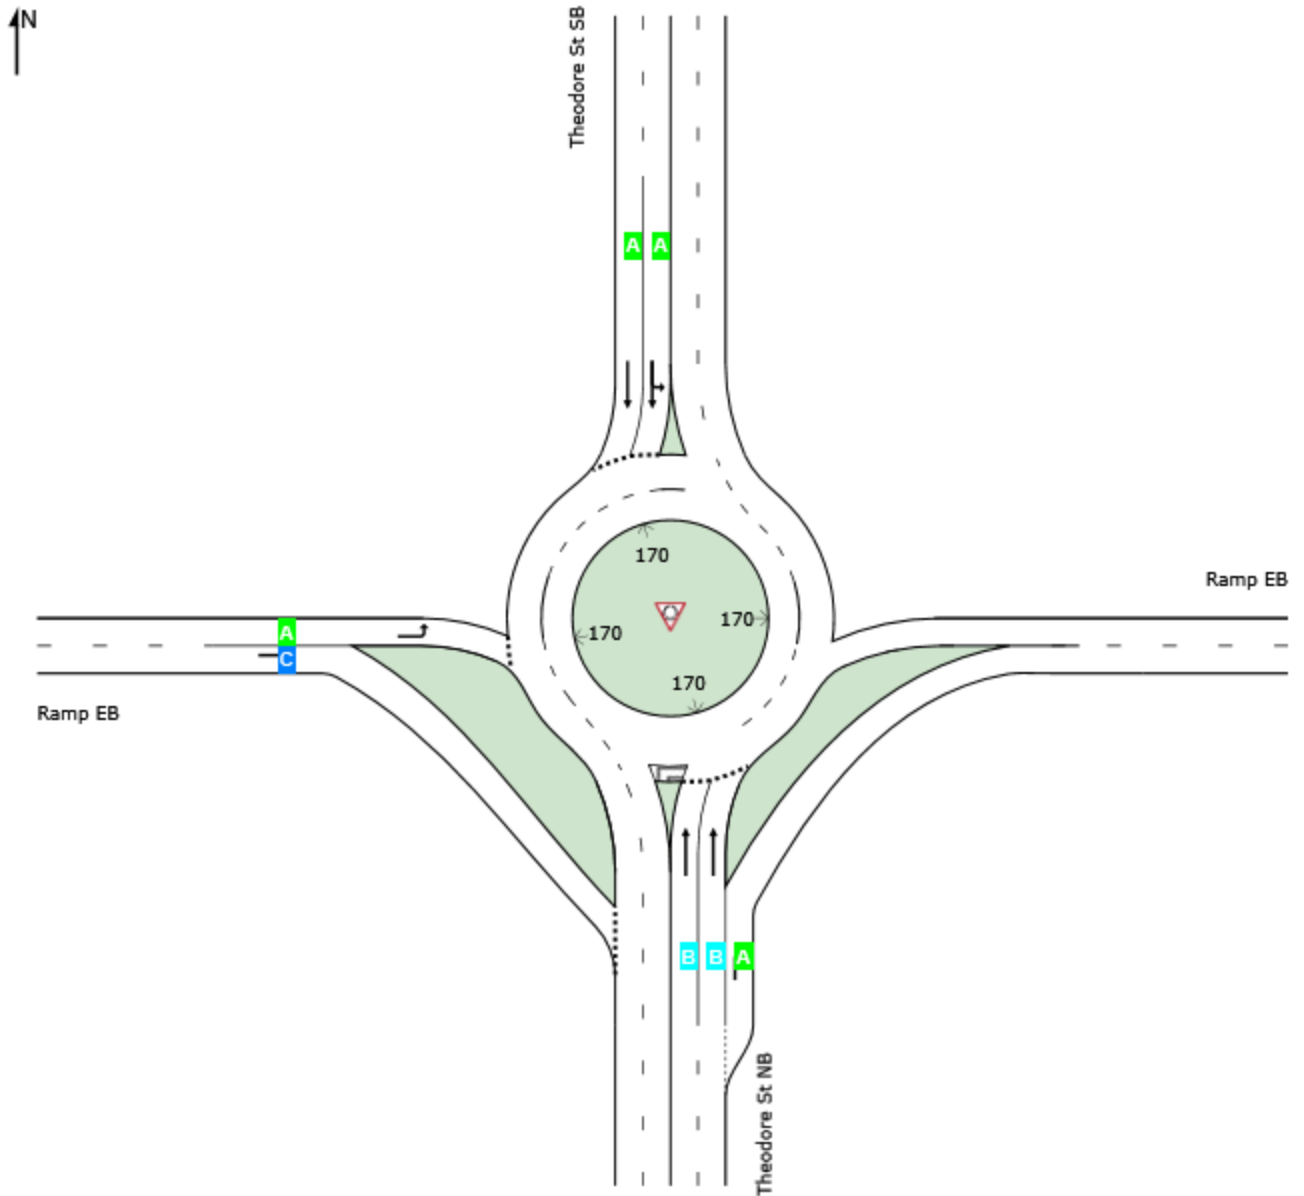 N
Theodore St SB
A A
170
Ramp EB
170
170
A
C
170
Ramp EB
B B A
Theodore St NB